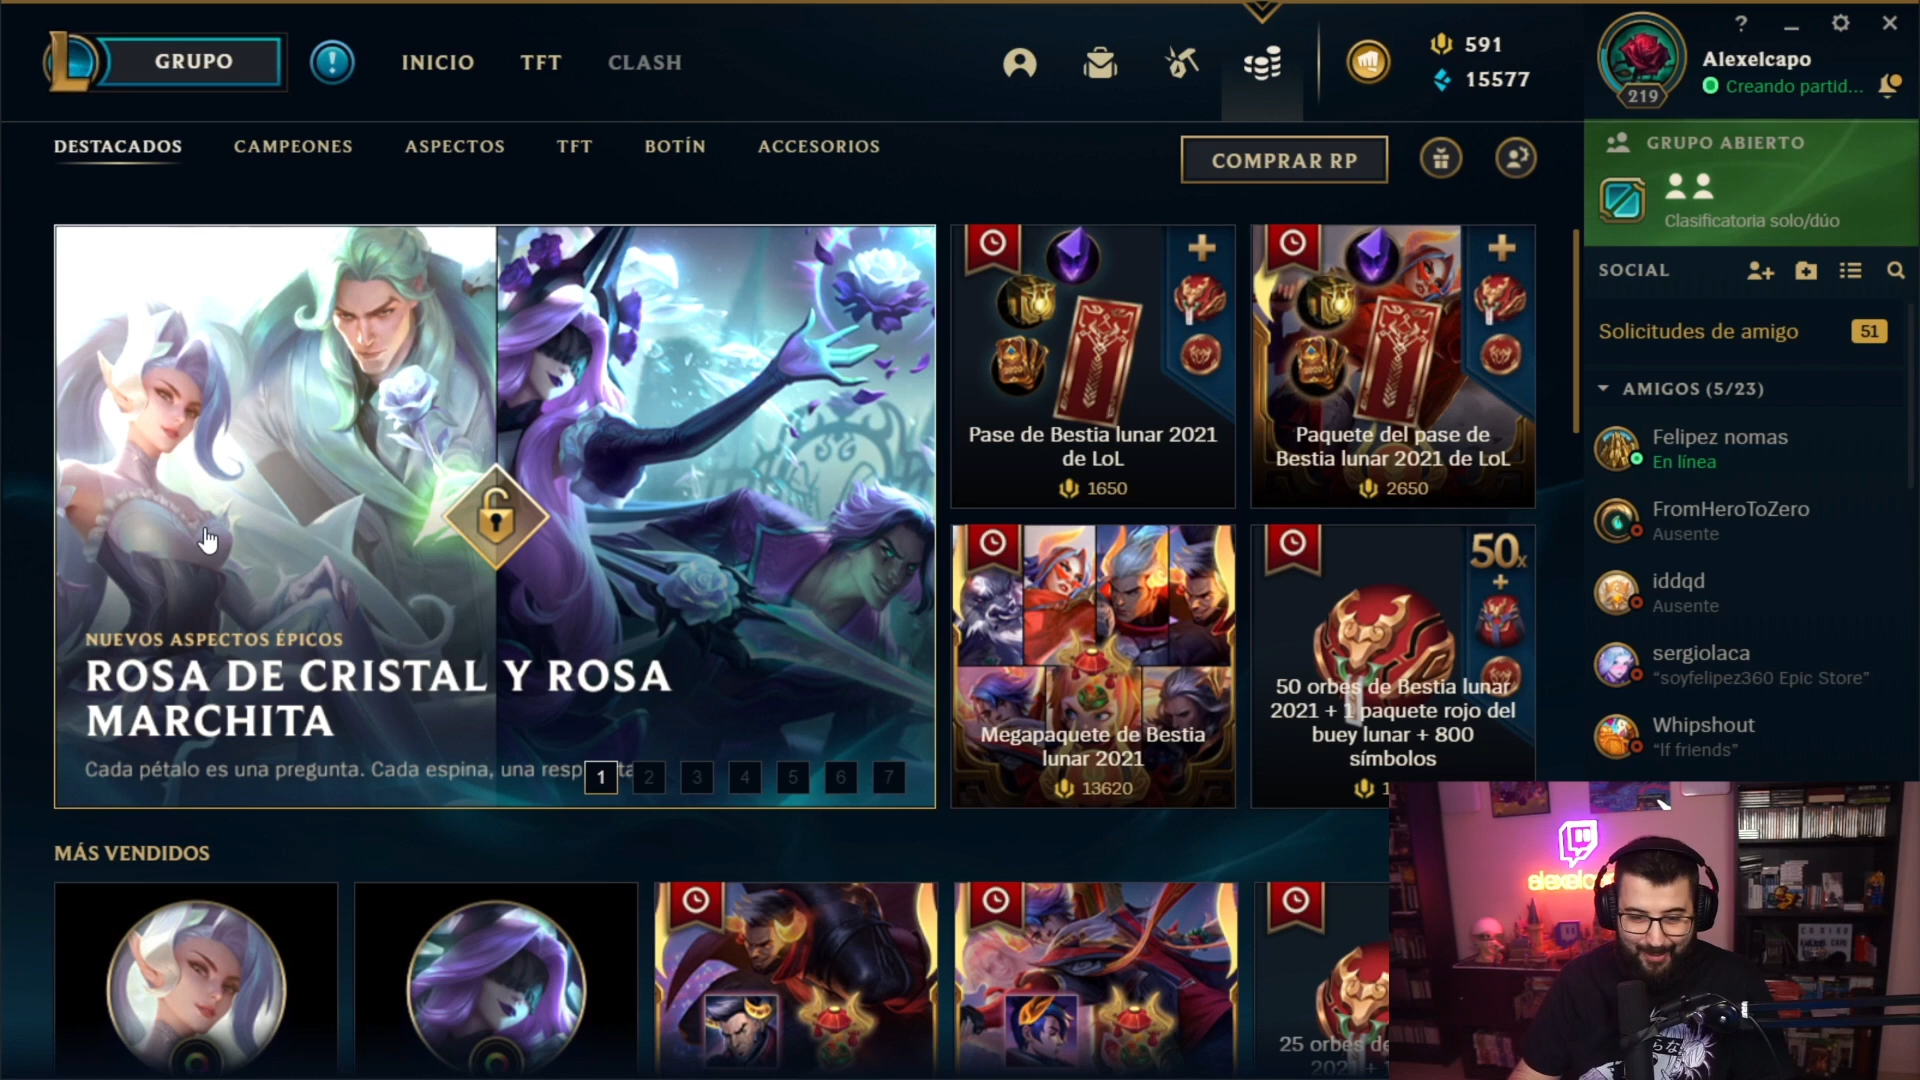 GRUPO
INICIO
TFT
CLASH
591
15577
219
Alexelcapo
Creando partid...
DESTACADOS
CAMPEONES
ASPECTOS
TFT
BOTÍN
ACCESORIOS
COMPRAR RP
GRUPO ABIERTO
Clasificatoria solo/dúo
SOCIAL
Solicitudes de amigo
51
AMIGOS (5/23)
Felipez nomas
En línea
FromHeroToZero
Ausente
iddqd
Ausente
sergiolaca
“soyfelipez360 Epic Store”
Whipshout
“If friends”
NUEVOS ASPECTOS ÉPICOS
ROSA DE CRISTAL Y ROSA
MARCHITA
Cada pétalo es una pregunta. Cada espina, una resp ta
1 2 3 4 5 6 7
Pase de Bestia lunar 2021
de LoL
1650
Paquete del pase de
Bestia lunar 2021 de LoL
2650
Megapaquete de Bestia
lunar 2021
13620
50x
50 orbes de Bestia lunar
2021 + 1 paquete rojo del
buey lunar + 800
símbolos
1
MÁS VENDIDOS
25 orbes de
2021 + 1